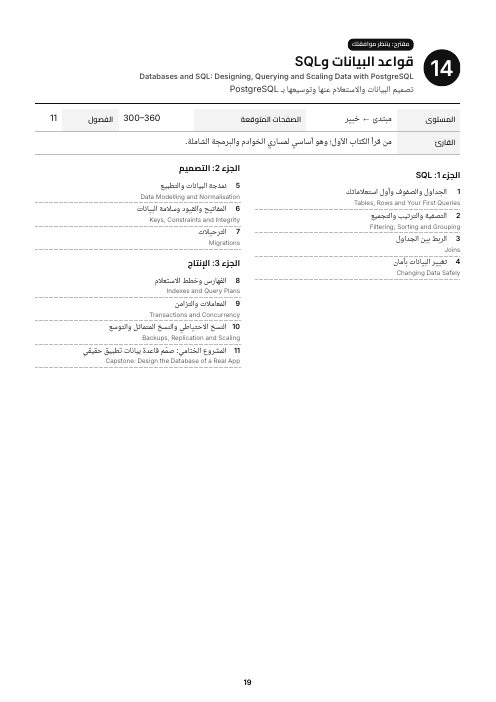 مقترح: ينتظر موافقتك
14
قواعد البيانات وSQL
Databases and SQL: Designing, Querying and Scaling Data with PostgreSQL
تصميم البيانات والاستعلام عنها وتوسيعها بـ PostgreSQL
المستوى مبتدئ ← خبير الصفحات المتوقعة 300–360 الفصول 11
القارئ من قرأ الكتاب الأول؛ وهو أساسي لمساري الخوادم والبرمجة الشاملة.
الجزء 1: SQL
1 الجداول والصفوف وأول استعلاماتك
Tables, Rows and Your First Queries
2 التصفية والترتيب والتجميع
Filtering, Sorting and Grouping
3 الربط بين الجداول
Joins
4 تغيير البيانات بأمان
Changing Data Safely
الجزء 2: التصميم
5 نمذجة البيانات والتطبيع
Data Modelling and Normalisation
6 المفاتيح والقيود وسلامة البيانات
Keys, Constraints and Integrity
7 الترحيلات
Migrations
الجزء 3: الإنتاج
8 الفهارس وخطط الاستعلام
Indexes and Query Plans
9 المعاملات والتزامن
Transactions and Concurrency
10 النسخ الاحتياطي والنسخ المتماثل والتوسع
Backups, Replication and Scaling
11 المشروع الختامي: صمّم قاعدة بيانات تطبيق حقيقي
Capstone: Design the Database of a Real App
19